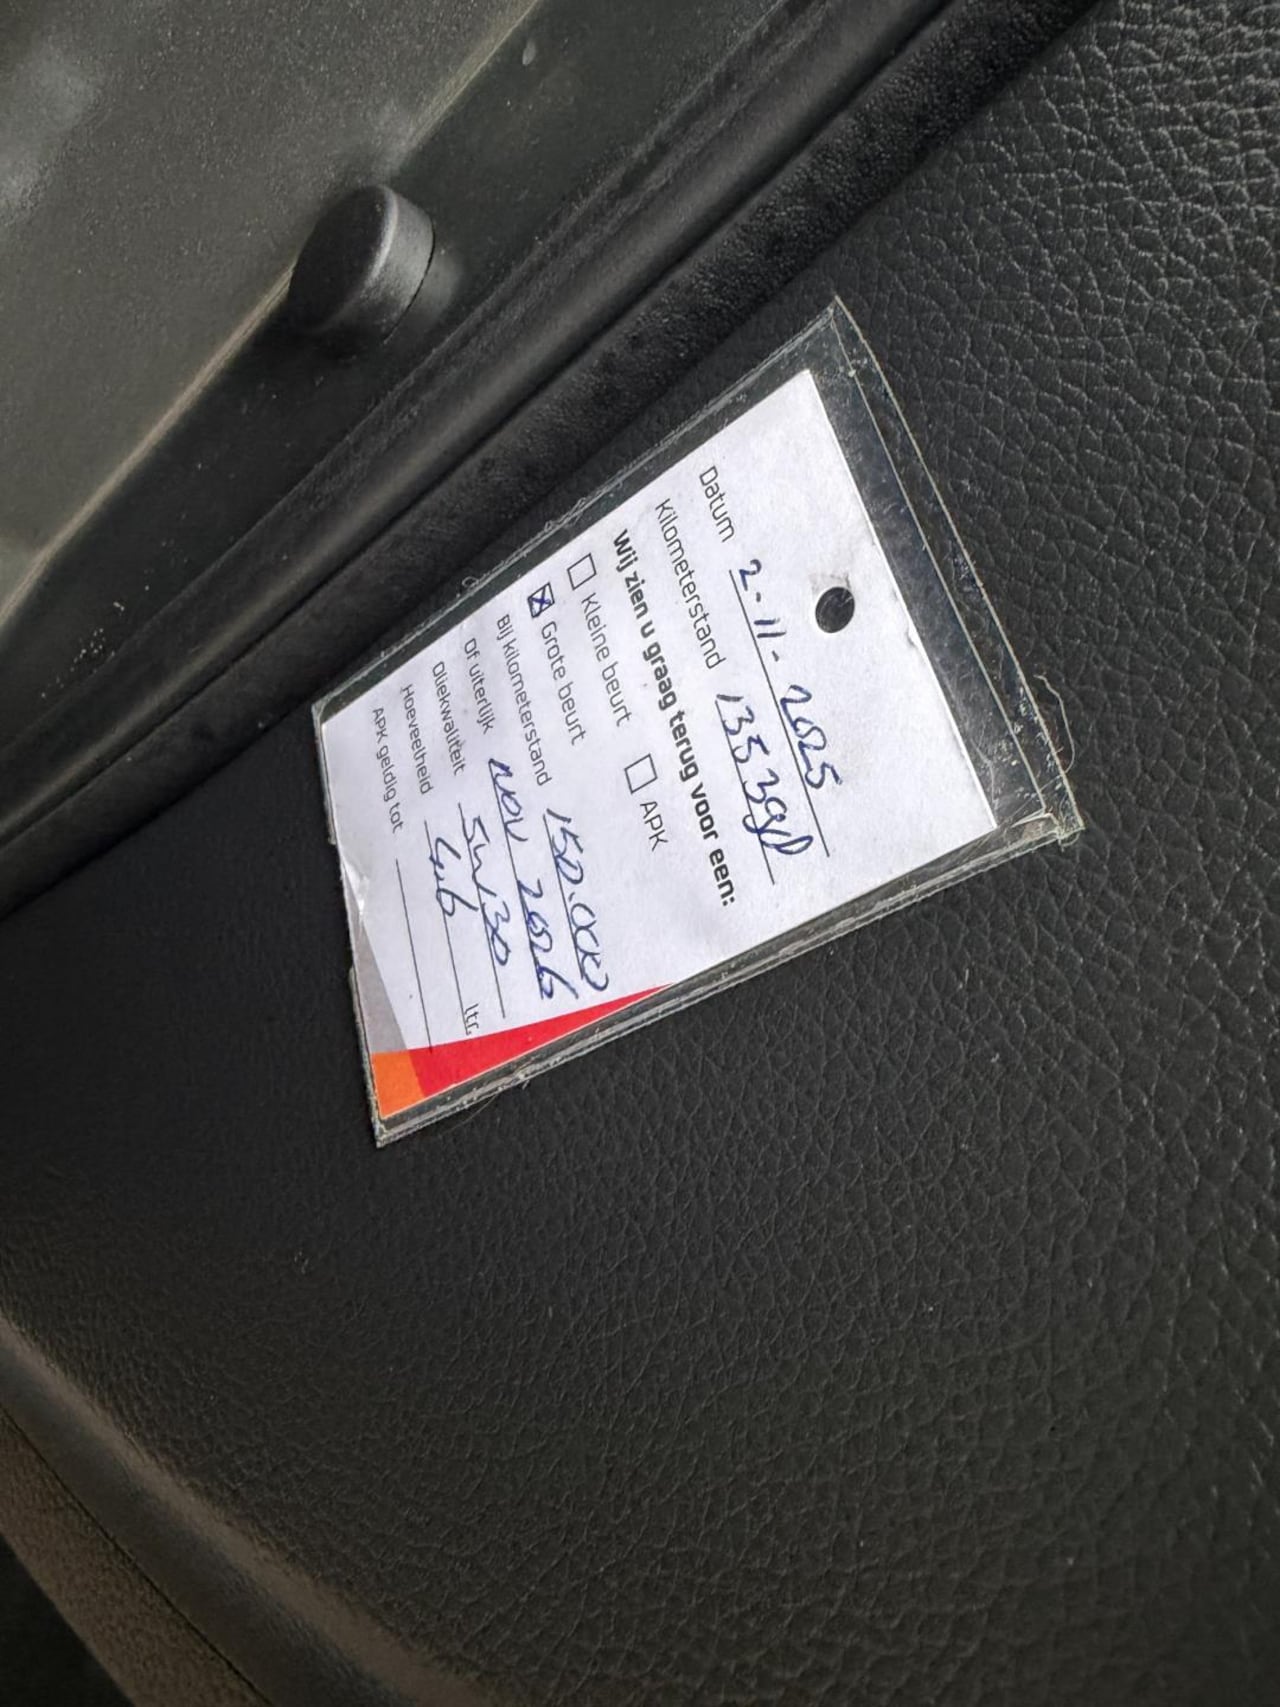 Datum 2-11-2025
Kilometerstand
Wij zien u graag terug voor een:
Kleine beurt APK
Grote beurt
Bij kilometerstand 150.000
Of uiterlijk nov 2026
Oliekwaliteit 5w30
Hoeveelheid 4,6 ltr.
APK geldig tot